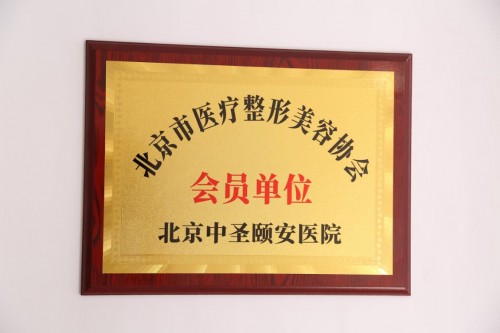 北京市医疗整形美容协会
会员单位
北京中圣颐安医院